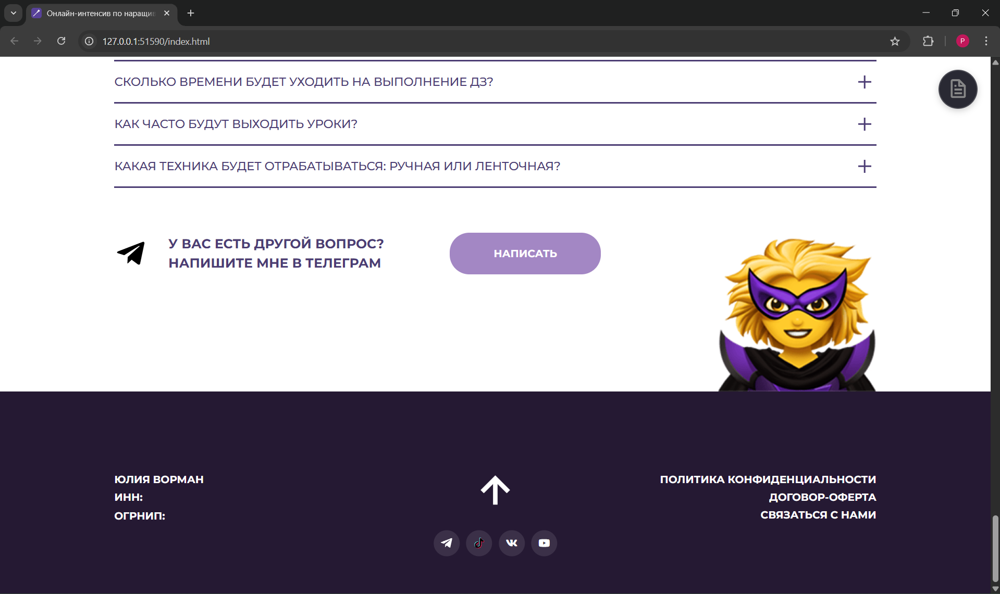 Онлайн-интенсив по наращив
127.0.0.1:51590/index.html
P
СКОЛЬКО ВРЕМЕНИ БУДЕТ УХОДИТЬ НА ВЫПОЛНЕНИЕ ДЗ?
КАК ЧАСТО БУДУТ ВЫХОДИТЬ УРОКИ?
КАКАЯ ТЕХНИКА БУДЕТ ОТРАБАТЫВАТЬСЯ: РУЧНАЯ ИЛИ ЛЕНТОЧНАЯ?
У ВАС ЕСТЬ ДРУГОЙ ВОПРОС?
НАПИШИТЕ МНЕ В ТЕЛЕГРАМ
НАПИСАТЬ
ЮЛИЯ ВОРМАН
ИНН:
ОГРНИП:
ПОЛИТИКА КОНФИДЕНЦИАЛЬНОСТИ
ДОГОВОР-ОФЕРТА
СВЯЗАТЬСЯ С НАМИ